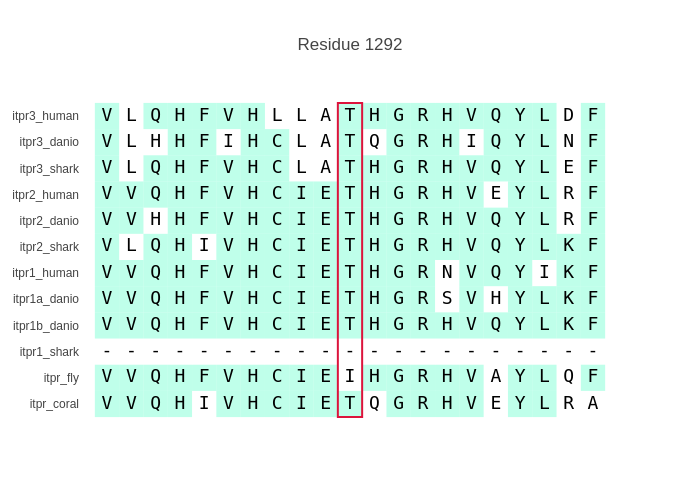 Residue 1292
itpr3_human V L Q H F V H L L A T H G R H V Q Y L D F
itpr3_danio V L H H F I H C L A T Q G R H I Q Y L N F
itpr3_shark V L Q H F V H C L A T H G R H V Q Y L E F
itpr2_human V V Q H F V H C I E T H G R H V E Y L R F
itpr2_danio V V H H F V H C I E T H G R H V Q Y L R F
itpr2_shark V L Q H I V H C I E T H G R H V Q Y L K F
itpr1_human V V Q H F V H C I E T H G R N V Q Y I K F
itpr1a_danio V V Q H F V H C I E T H G R S V H Y L K F
itpr1b_danio V V Q H F V H C I E T H G R H V Q Y L K F
itpr1_shark - - - - - - - - - - - - - - - - - - - - -
itpr_fly V V Q H F V H C I E I H G R H V A Y L Q F
itpr_coral V V Q H I V H C I E T Q G R H V E Y L R A